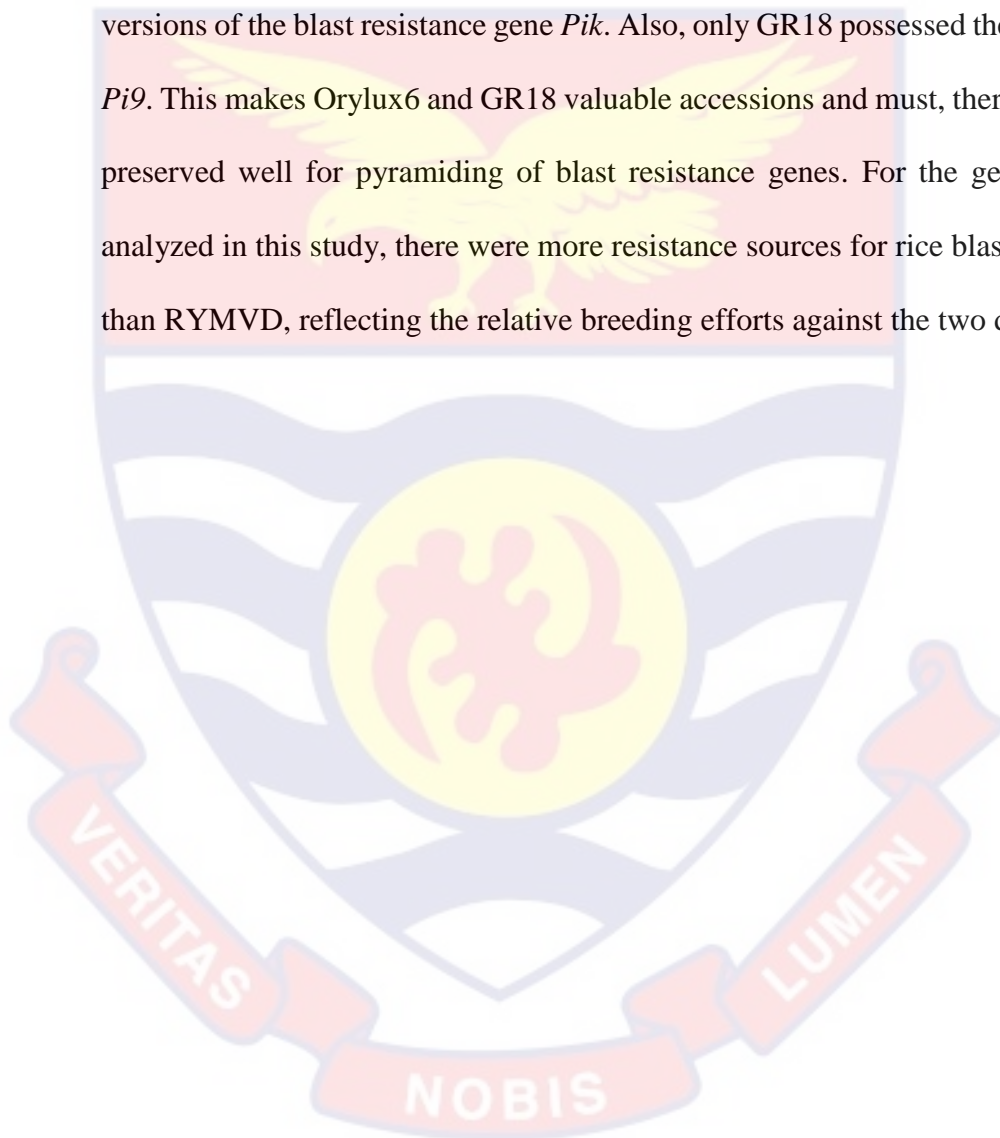 versions of the blast resistance gene Pik. Also, only GR18 possessed the
Pi9. This makes Orylux6 and GR18 valuable accessions and must, ther
preserved well for pyramiding of blast resistance genes. For the ge
analyzed in this study, there were more resistance sources for rice blas
than RYMVD, reflecting the relative breeding efforts against the two d
VERITAS
NOBIS
LUMEN